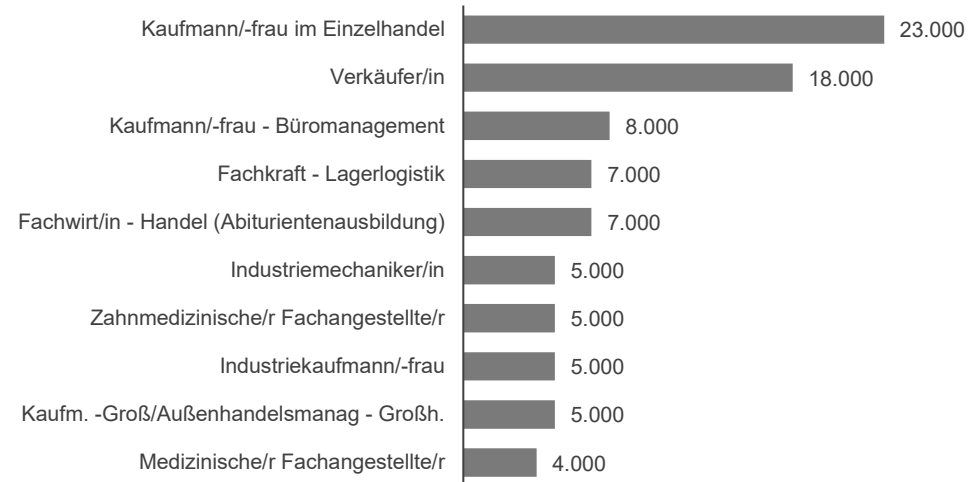 Kaufmann/-frau im Einzelhandel 23.000
Verkäufer/in 18.000
Kaufmann/-frau - Büromanagement 8.000
Fachkraft - Lagerlogistik 7.000
Fachwirt/in - Handel (Abiturientenausbildung) 7.000
Industriemechaniker/in 5.000
Zahnmedizinische/r Fachangestellte/r 5.000
Industriekaufmann/-frau 5.000
Kaufm. -Groß/Außenhandelsmanag - Großh. 5.000
Medizinische/r Fachangestellte/r 4.000